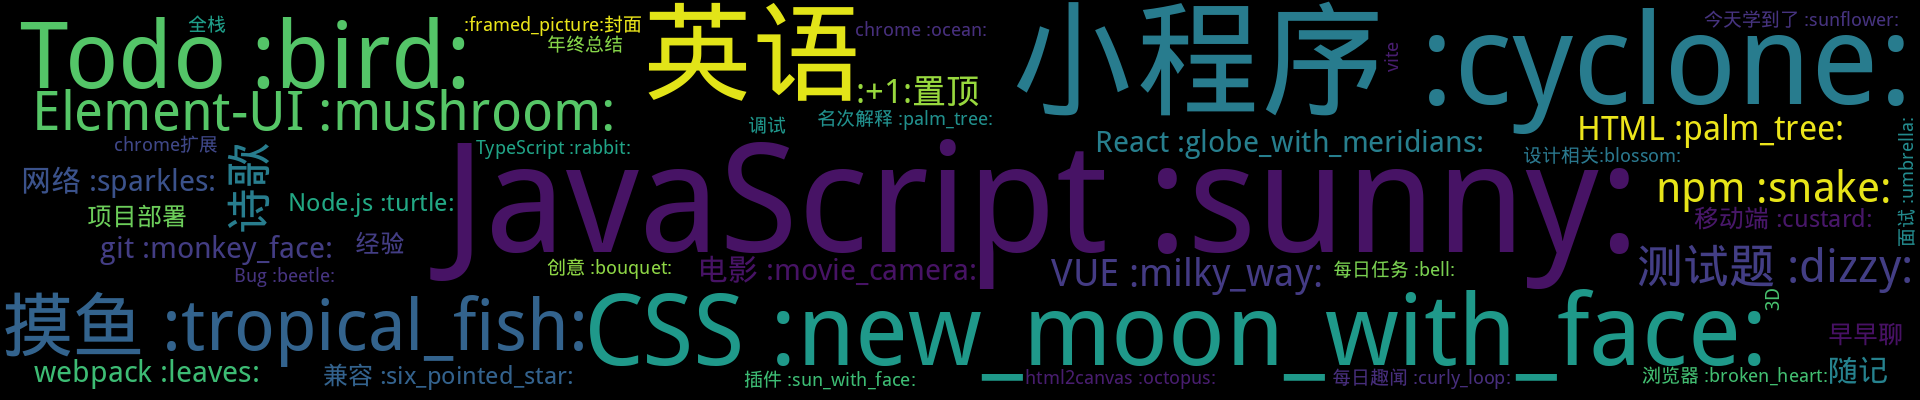 全栈
Todo :bird:
:framed_picture:封面
年终总结
英语
chrome :ocean:
:+1:置顶
小程序 :cyclone:
vite
今天学到了 :sunflower:
Element-UI :mushroom:
调试
名次解释 :palm_tree:
React :globe_with_meridians:
HTML :palm_tree:
chrome扩展
TypeScript :rabbit:
设计相关:blossom:
面试 :umbrella:
网络 :sparkles:
诗歌
Node.js :turtle:
JavaScript :sunny:
npm :snake:
项目部署
移动端 :custard:
git :monkey_face:
经验
Bug :beetle:
创意 :bouquet:
电影 :movie_camera:
VUE :milky_way:
每日任务 :bell:
测试题 :dizzy:
摸鱼 :tropical_fish:
CSS :new_moon_with_face:
3D
早早聊
webpack :leaves:
兼容 :six_pointed_star:
插件 :sun_with_face:
html2canvas :octopus:
每日趣闻 :curly_loop:
浏览器 :broken_heart:
随记